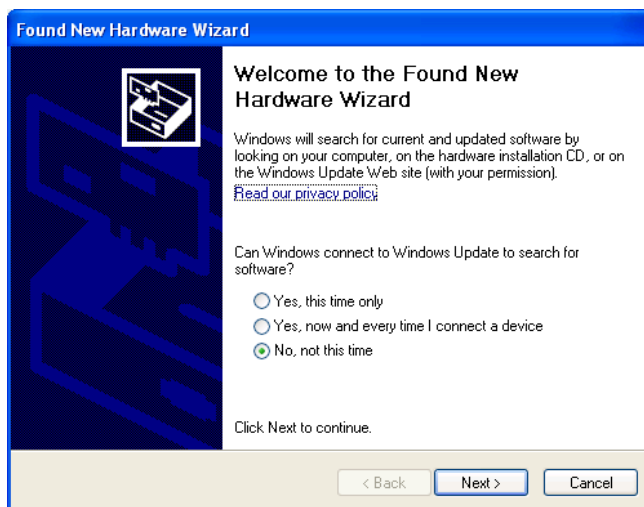 Found New Hardware Wizard
Welcome to the Found New
Hardware Wizard
Windows will search for current and updated software by
looking on your computer, on the hardware installation CD, or on
the Windows Update Web site (with your permission).
Read our privacy policy
Can Windows connect to Windows Update to search for
software?
Yes, this time only
Yes, now and every time I connect a device
No, not this time
Click Next to continue.
< Back
Next >
Cancel